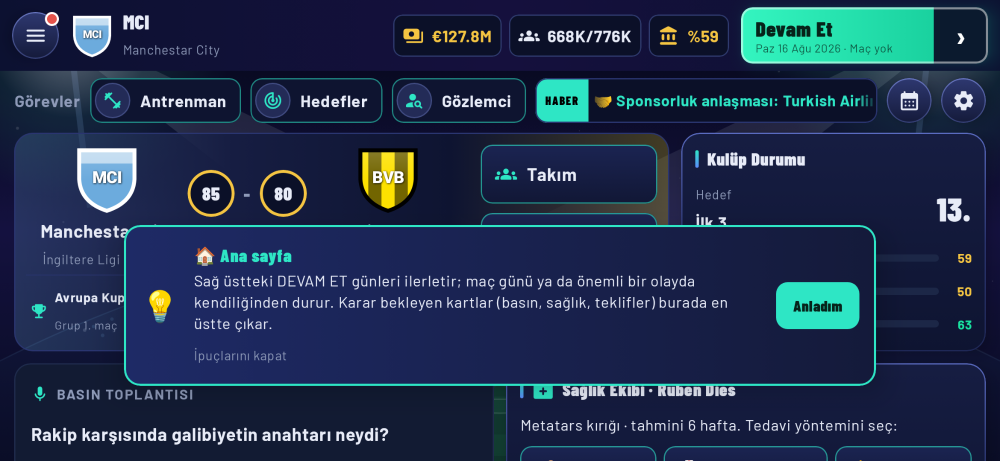 MCI
MCI
Manchestar City
€127.8M
668K/776K
%59
Devam Et
Paz 16 Ağu 2026 · Maç yok
Görevler
Antrenman
Hedefler
Gözlemci
HABER
Sponsorluk anlaşması: Turkish Airli
MCI
85 - 80
BVB
Takım
Kulüp Durumu
Hedef
İlk 3
13.
Manchesta
İngiltere Ligi
59
Avrupa Kup
50
Grup 1. maç
63
Ana sayfa
Sağ üstteki DEVAM ET günleri ilerletir; maç günü ya da önemli bir olayda
kendiliğinden durur. Karar bekleyen kartlar (basın, sağlık, teklifler) burada en
üstte çıkar.
İpuçlarını kapat
Anladım
BASIN TOPLANTISI
Rakip karşısında galibiyetin anahtarı neydi?
Sağlık Ekibi · Ruben Dies
Metatars kırığı · tahmini 6 hafta. Tedavi yöntemini seç: